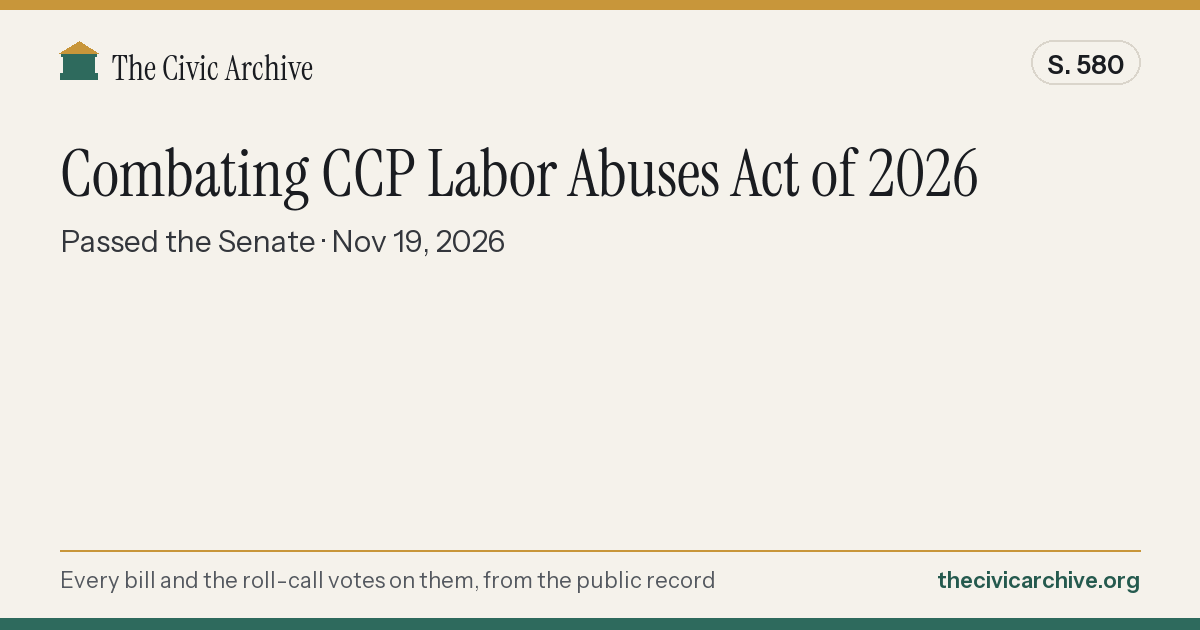 The Civic Archive
S. 580
Combating CCP Labor Abuses Act of 2026
Passed the Senate · Nov 19, 2026
Every bill and the roll-call votes on them, from the public record
thecivicarchive.org